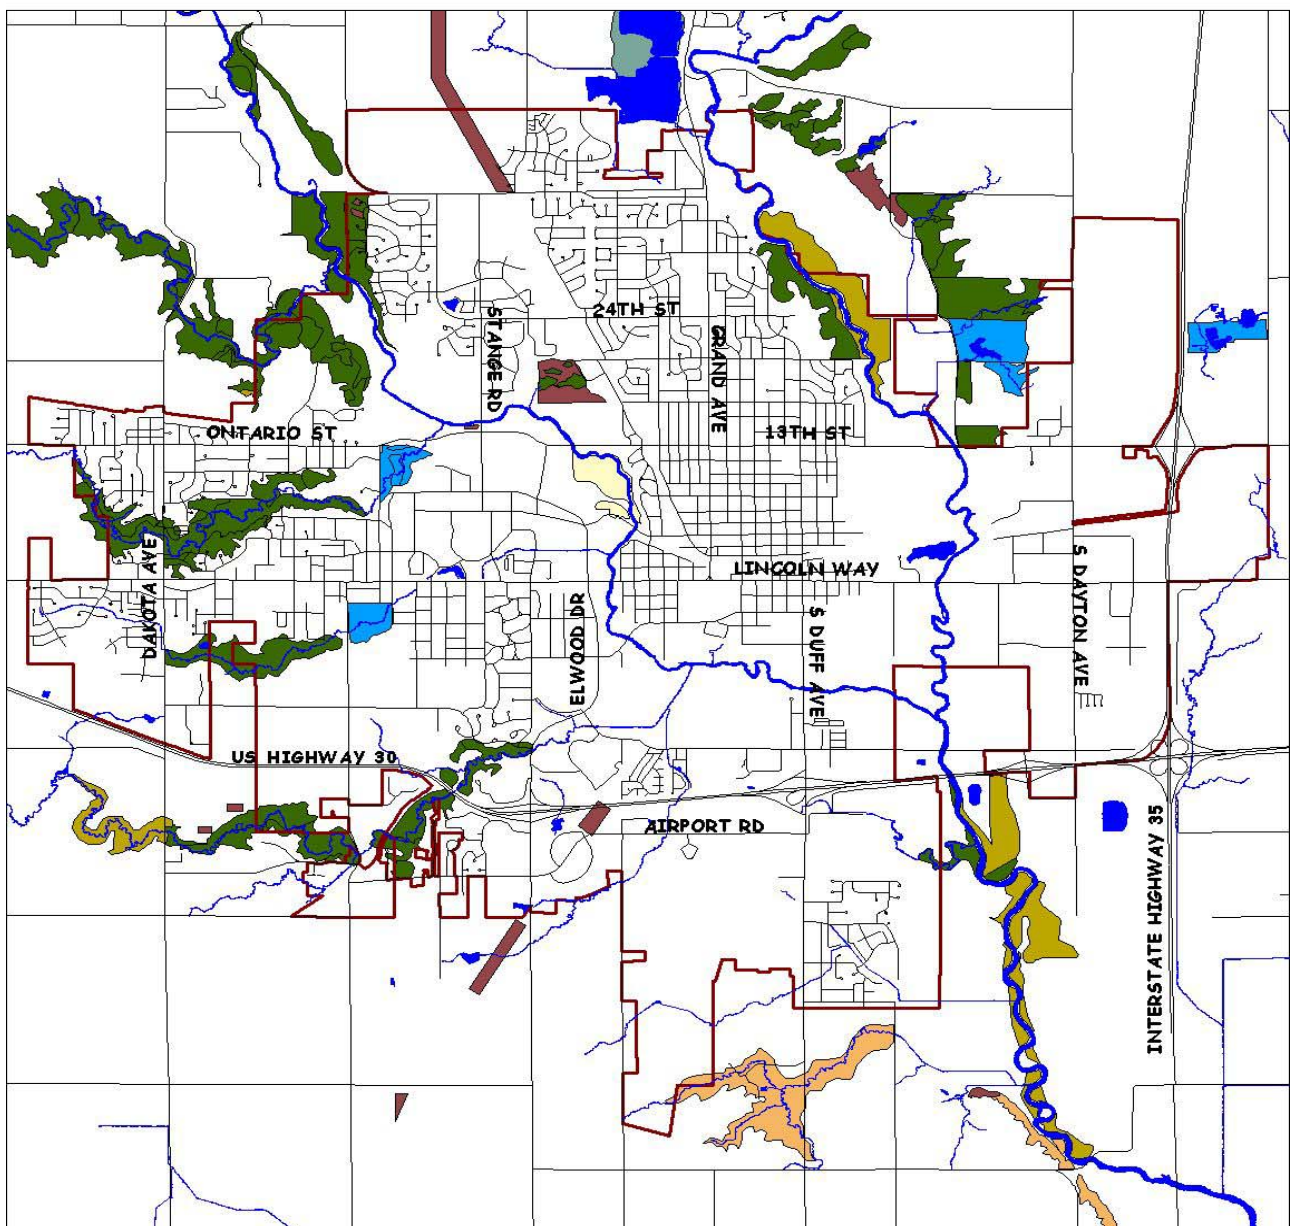 24TH ST
STANGE RD
GRAND AVE
ONTARIO ST
13TH ST
LINCOLN WAY
DAKOTA AVE
ELWOOD DR
S DUFF AVE
S DAYTON AVE
US HIGHWAY 30
AIRPORT RD
INTERSTATE HIGHWAY 35